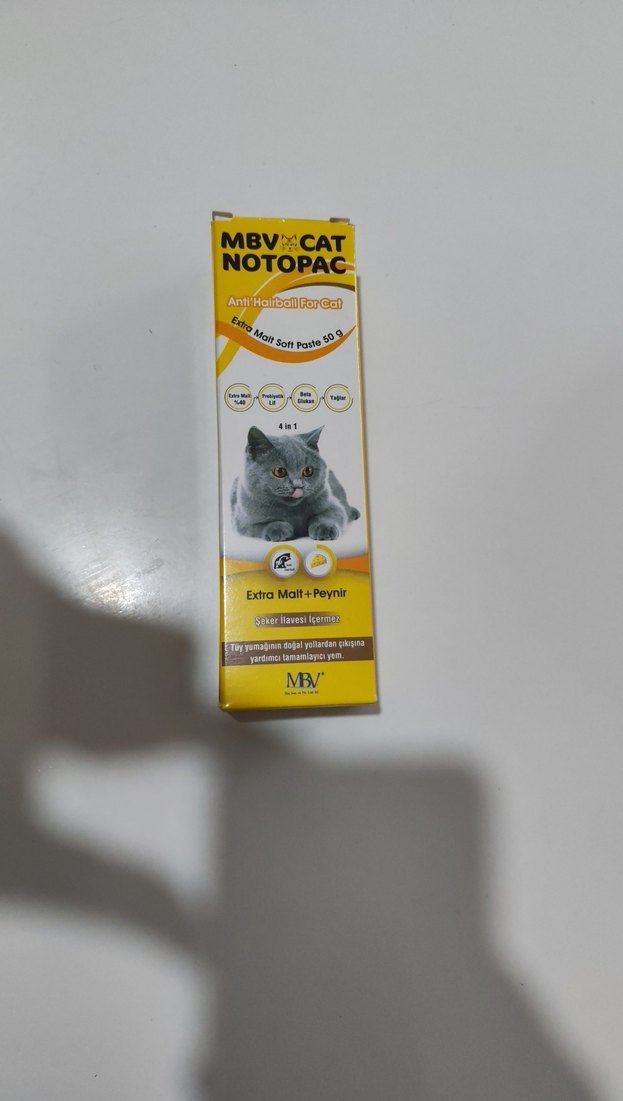 MBV CAT
NOTOPAC
Anti Hairball For Cat
Extra Malt Soft Paste 50 g
Extra Malt %40
Prebiyotik Lif
Beta Glukan
Yağlar
4 in 1
Extra Malt+Peynir
Şeker İlavesi İçermez
Tüy yumağının doğal yollardan çıkışına
yardımcı tamamlayıcı yem.
MBV®